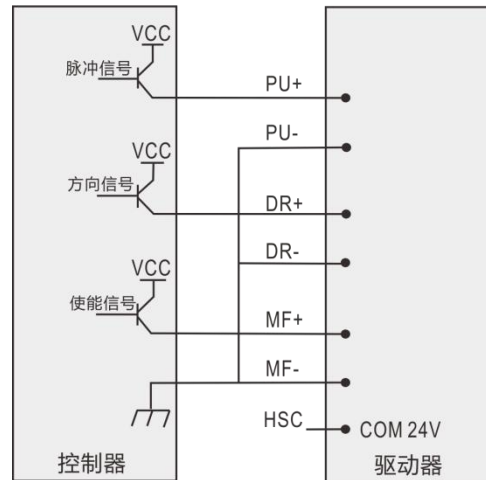 VCC
脉冲信号
PU+
PU-
VCC
方向信号
DR+
DR-
VCC
使能信号
MF+
MF-
HSC
COM 24V
控制器
驱动器